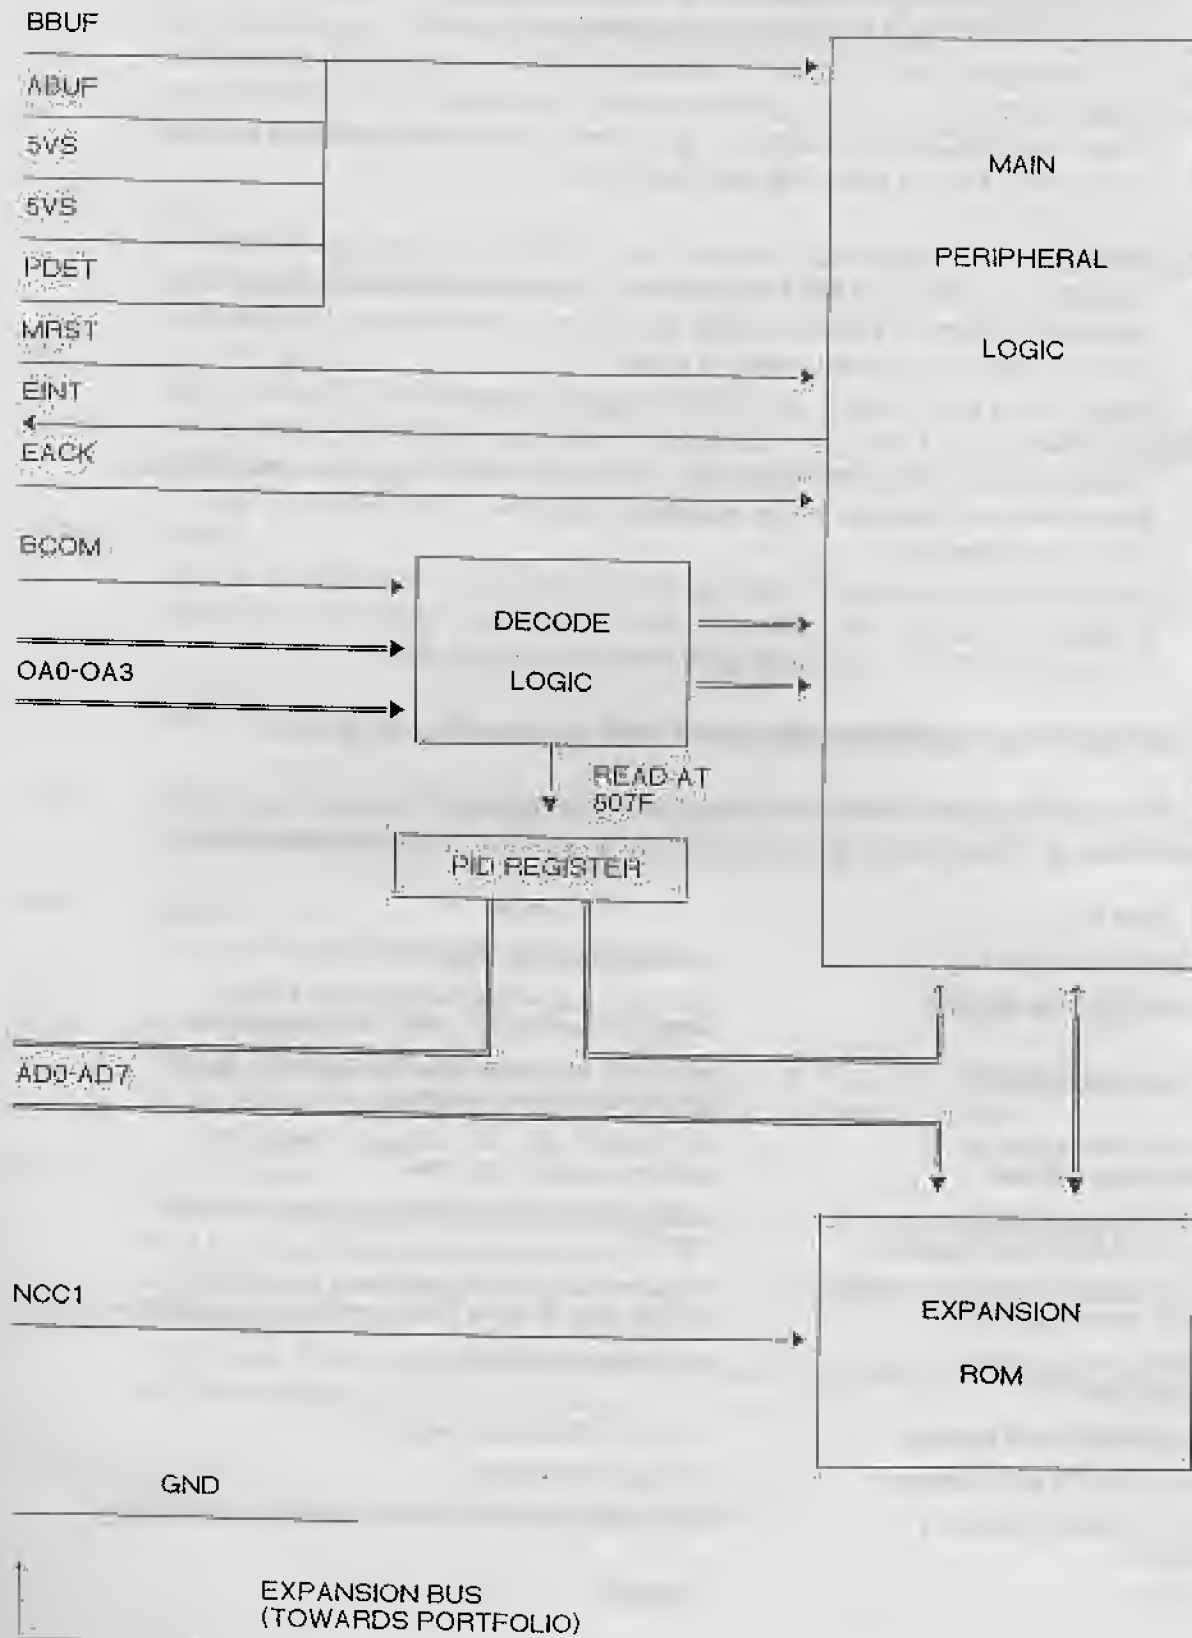 BBUF
ABUF
5VS
5VS
PDET
MRST
EINT
EACK
BCOM
OA0-OA3
MAIN
PERIPHERAL
LOGIC
DECODE
LOGIC
READ AT
807F
PID REGISTER
AD0-AD7
NCC1
EXPANSION
ROM
GND
EXPANSION BUS
(TOWARDS PORTFOLIO)